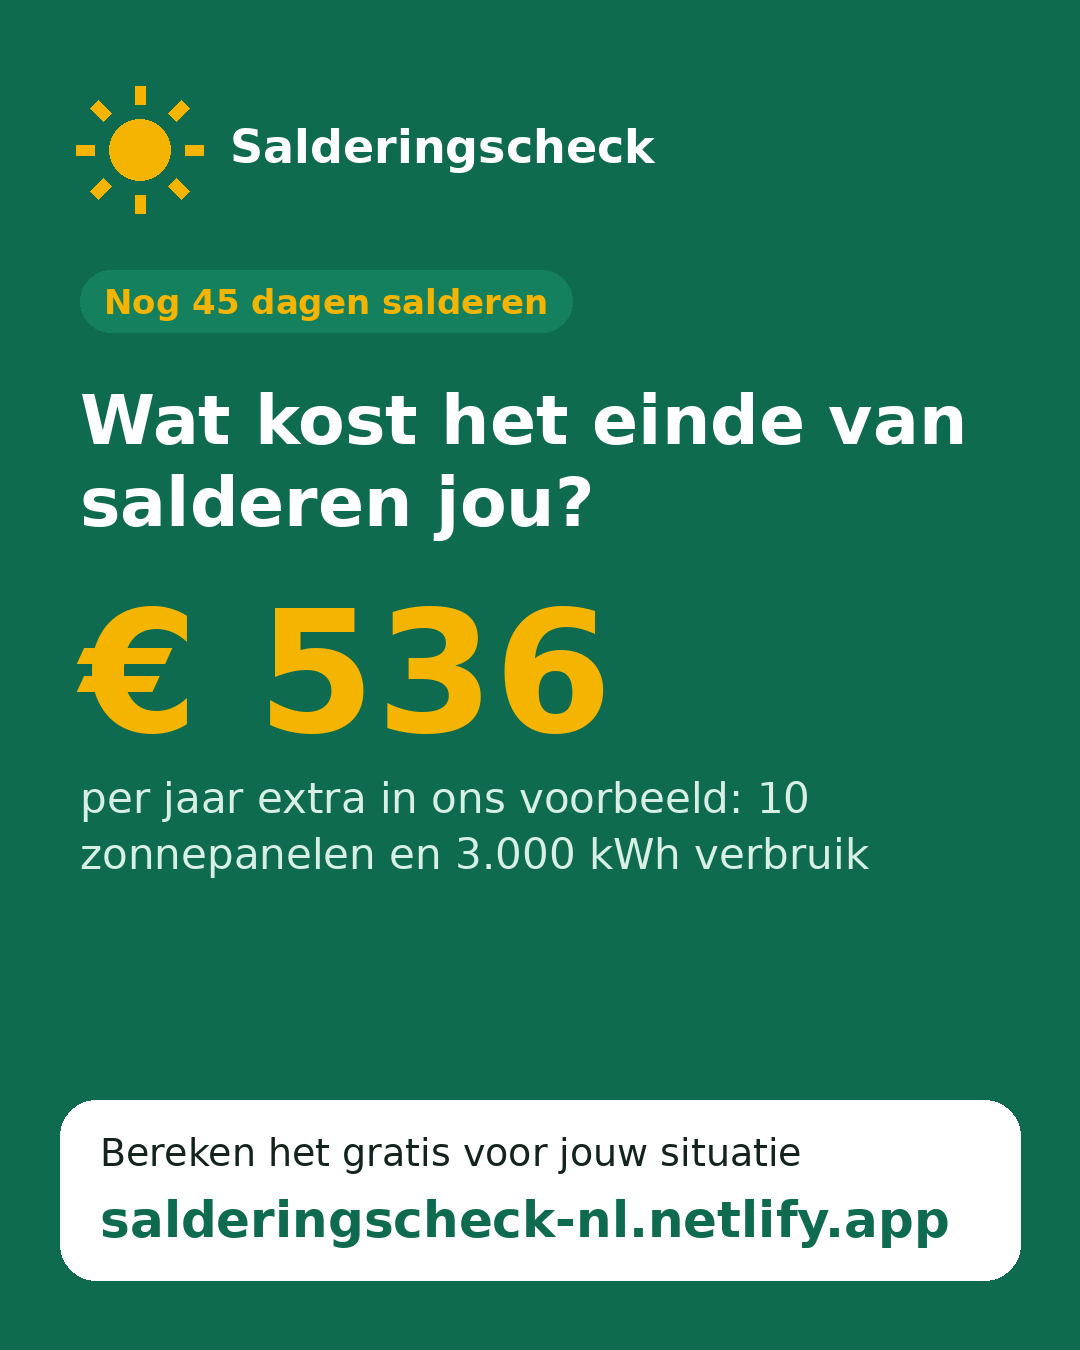 Salderingscheck
Nog 45 dagen salderen
Wat kost het einde van
salderen jou?
€ 536
per jaar extra in ons voorbeeld: 10
zonnepanelen en 3.000 kWh verbruik
Bereken het gratis voor jouw situatie
salderingscheck-nl.netlify.app